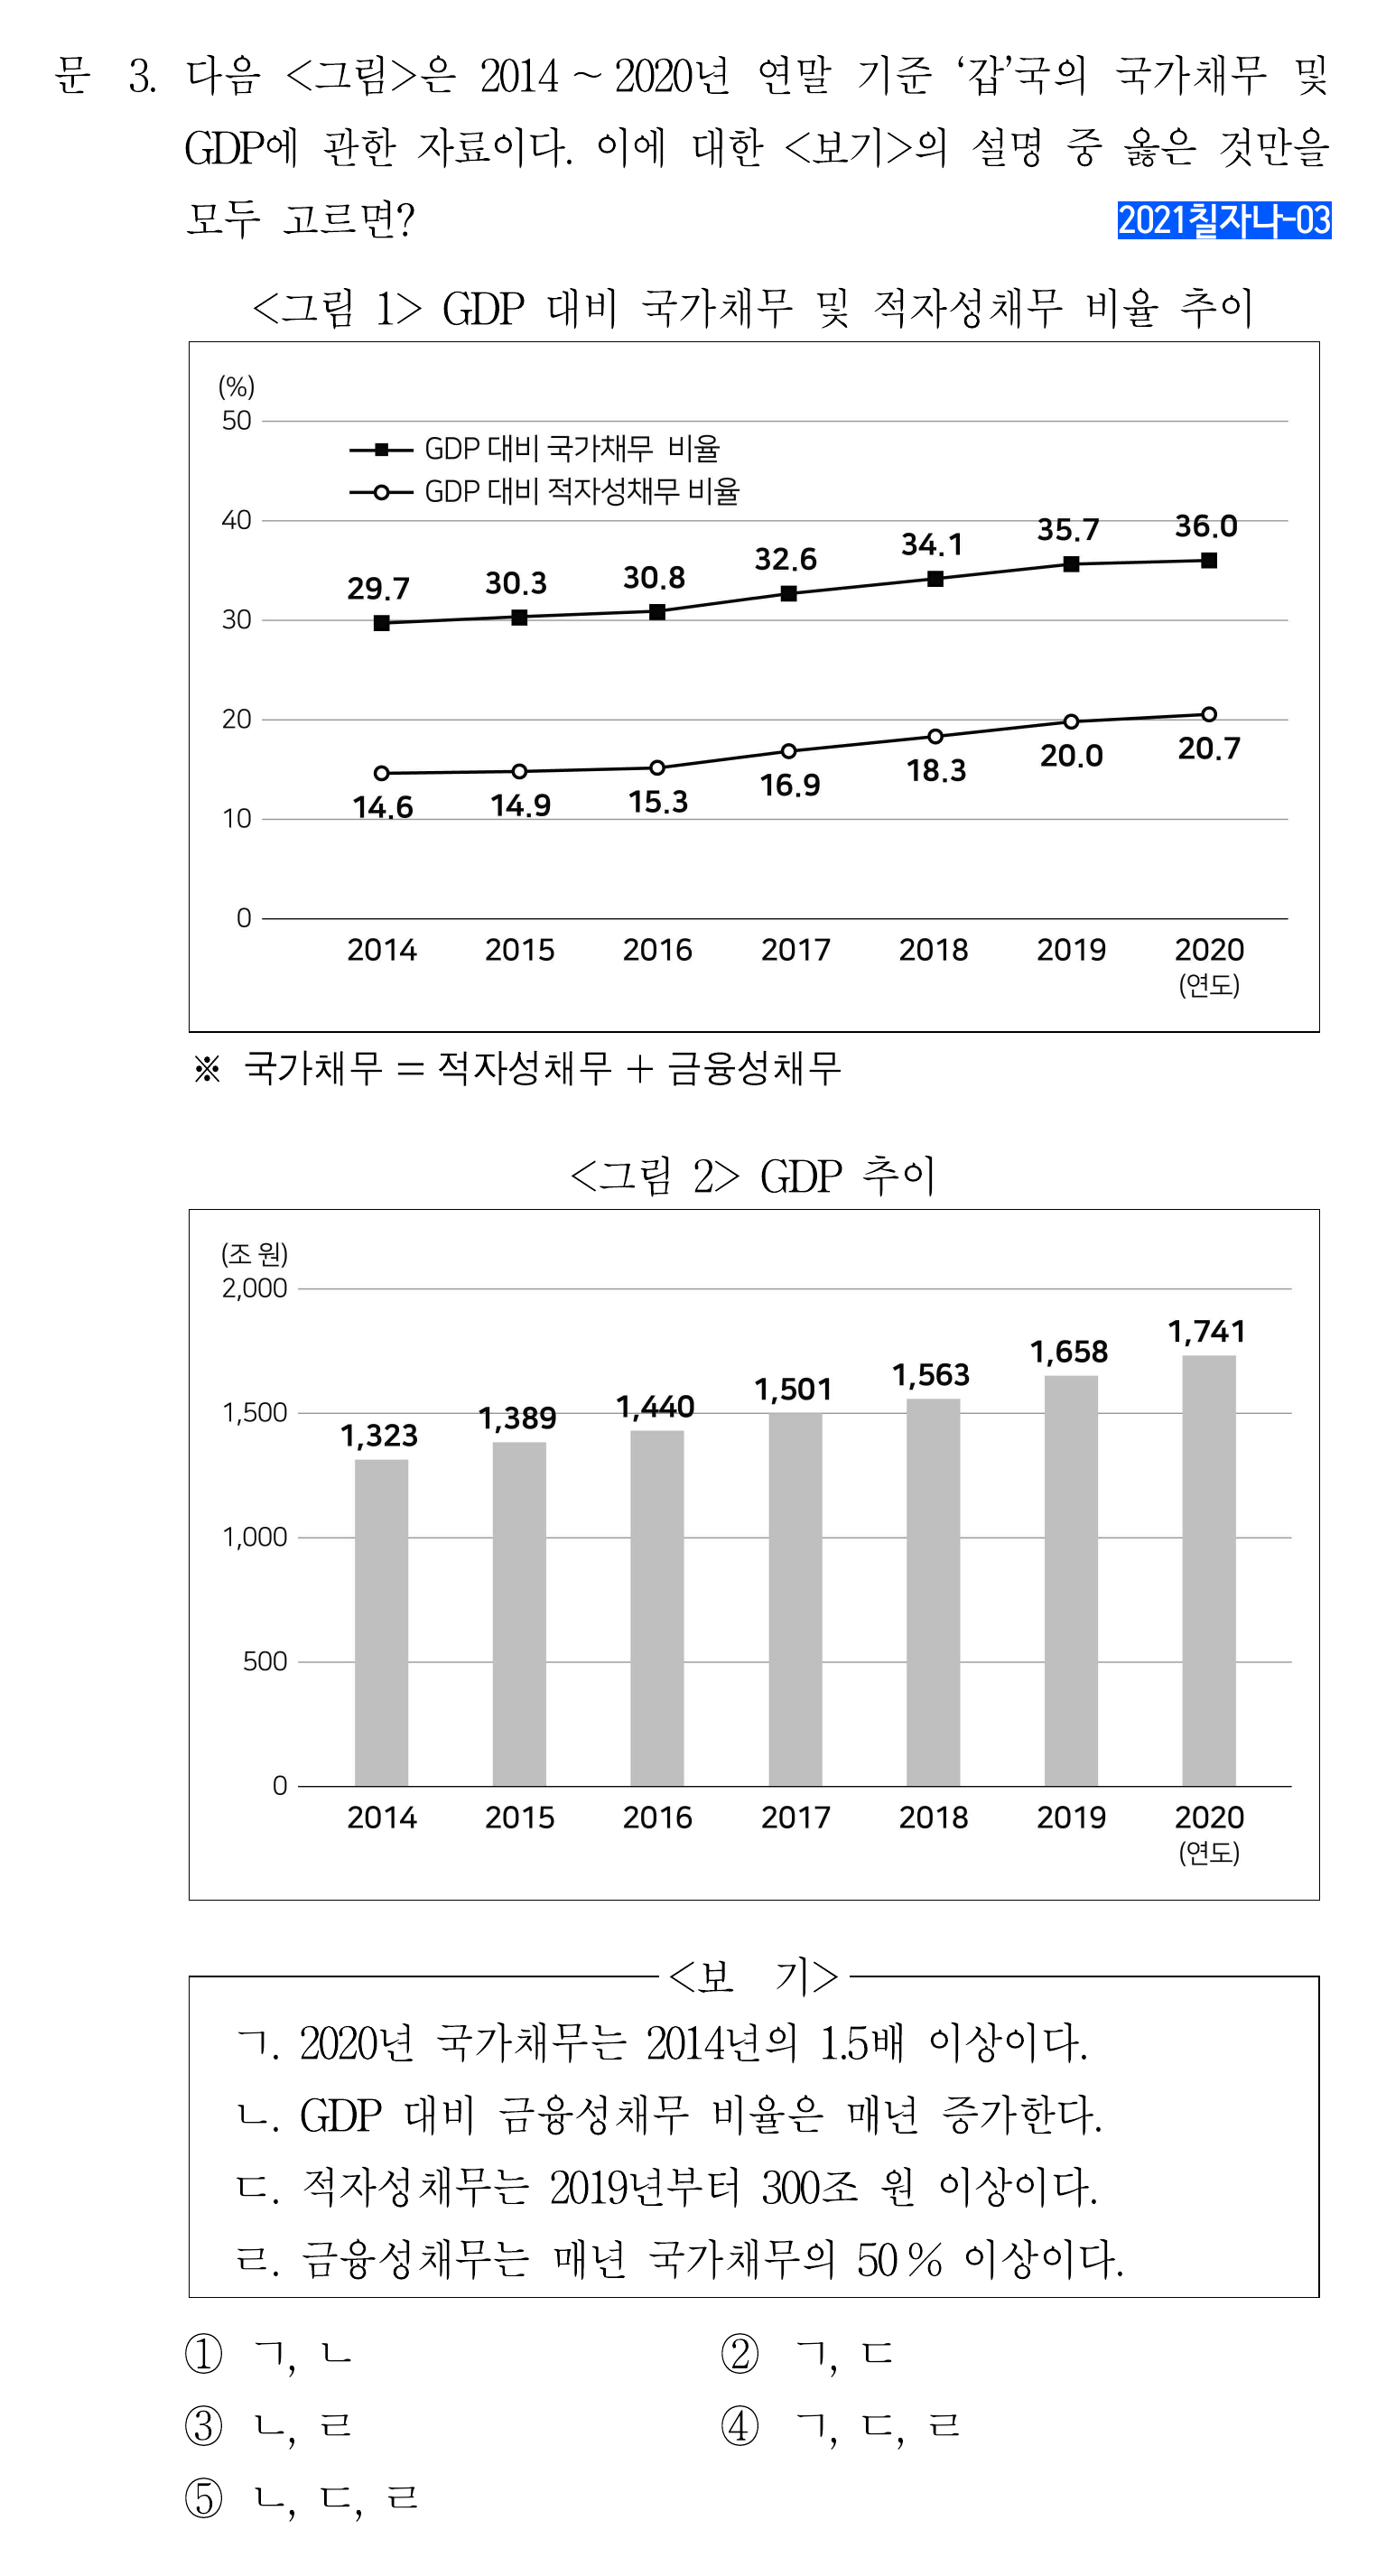 문 3. 다음 <그림>은 2014 ~ 2020년 연말 기준 ‘갑’국의 국가채무 및
GDP에 관한 자료이다. 이에 대한 <보기>의 설명 중 옳은 것만을
모두 고르면?
2021칠자나-03
<그림 1> GDP 대비 국가채무 및 적자성채무 비율 추이
(%)
50
GDP 대비 국가채무 비율
GDP 대비 적자성채무 비율
40
29.7 30.3 30.8 32.6 34.1 35.7 36.0
30
20
14.6 14.9 15.3 16.9 18.3 20.0 20.7
10
0
2014 2015 2016 2017 2018 2019 2020
(연도)
※ 국가채무 = 적자성채무 + 금융성채무
<그림 2> GDP 추이
(조 원)
2,000
1,323 1,389 1,440 1,501 1,563 1,658 1,741
1,500
1,000
500
0
2014 2015 2016 2017 2018 2019 2020
(연도)
<보 기>
ㄱ. 2020년 국가채무는 2014년의 1.5배 이상이다.
ㄴ. GDP 대비 금융성채무 비율은 매년 증가한다.
ㄷ. 적자성채무는 2019년부터 300조 원 이상이다.
ㄹ. 금융성채무는 매년 국가채무의 50 % 이상이다.
① ㄱ, ㄴ ② ㄱ, ㄷ
③ ㄴ, ㄹ ④ ㄱ, ㄷ, ㄹ
⑤ ㄴ, ㄷ, ㄹ